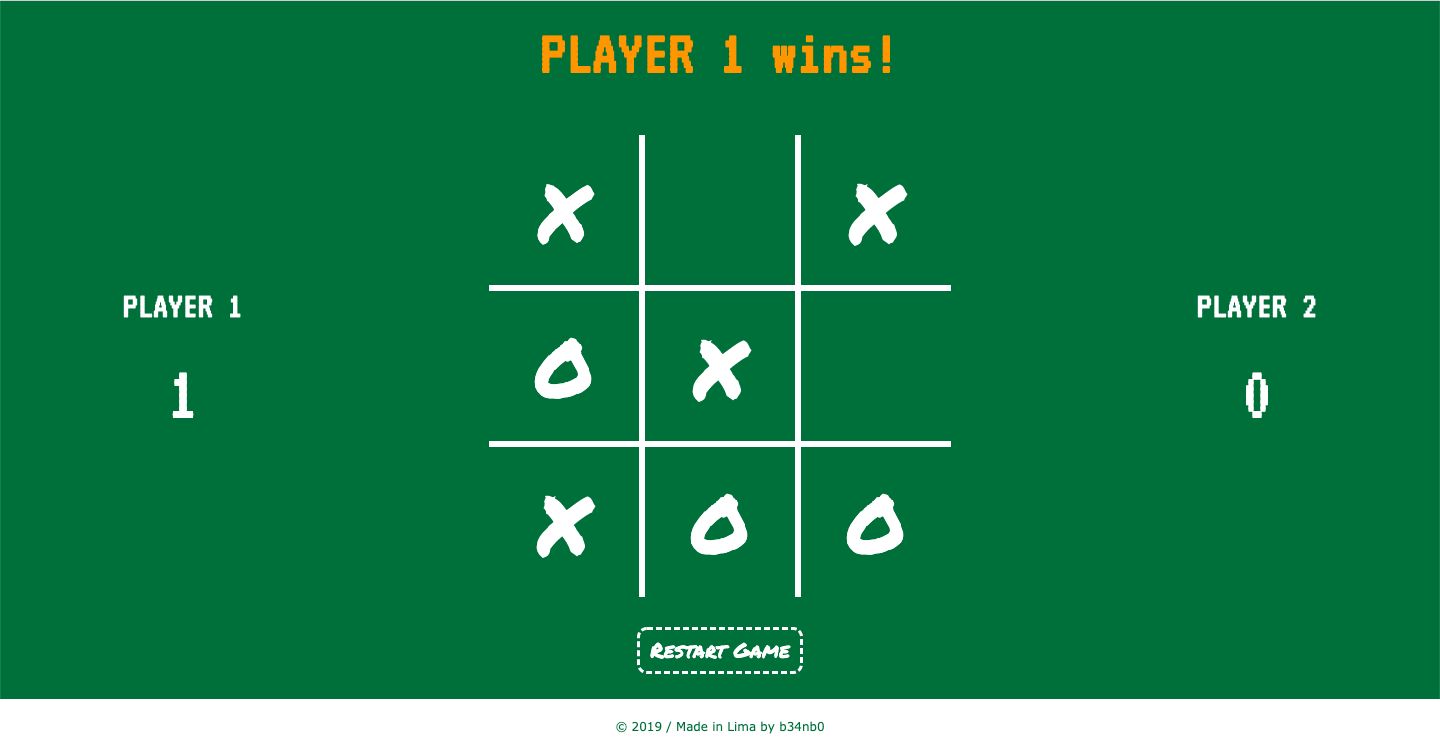 PLAYER 1 wins!
X X
PLAYER 1
PLAYER 2
O X
1
0
X O O
Restart Game
© 2019 / Made in Lima by b34nb0